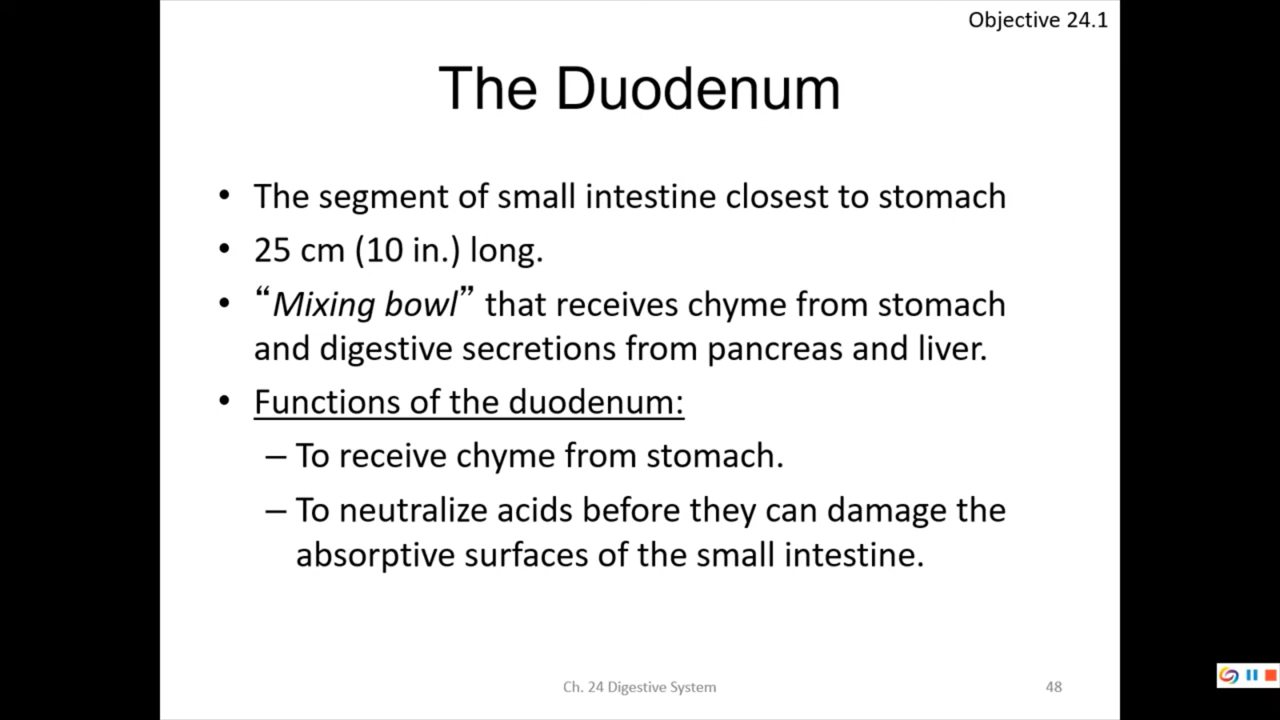 Objective 24.1
The Duodenum
• The segment of small intestine closest to stomach
• 25 cm (10 in.) long.
• “Mixing bowl” that receives chyme from stomach
and digestive secretions from pancreas and liver.
• Functions of the duodenum:
– To receive chyme from stomach.
– To neutralize acids before they can damage the
absorptive surfaces of the small intestine.
Ch. 24 Digestive System
48